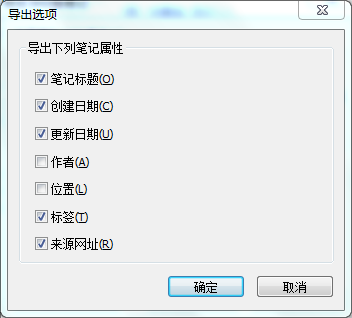 导出选项
导出下列笔记属性
笔记标题(O)
创建日期(C)
更新日期(U)
作者(A)
位置(L)
标签(T)
来源网址(R)
确定
取消